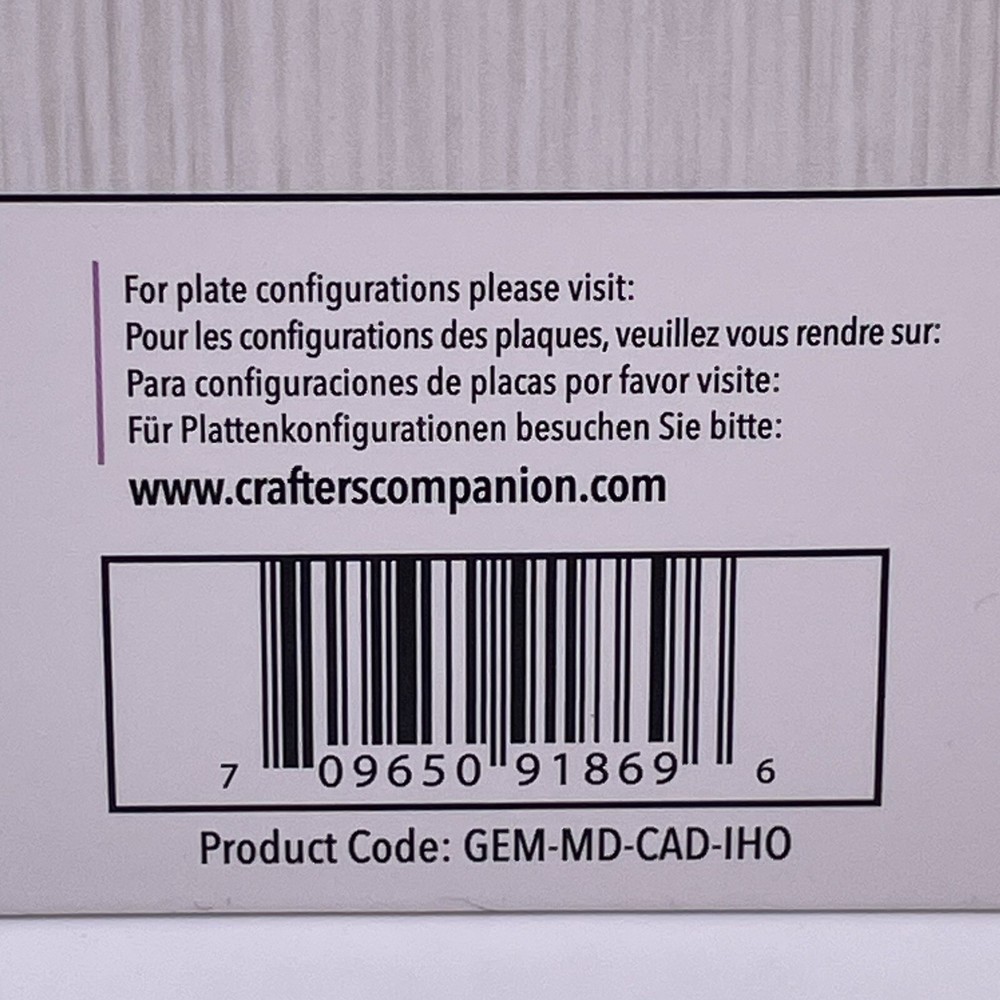 For plate configurations please visit:
Pour les configurations des plaques, veuillez vous rendre sur:
Para configuraciones de placas por favor visite:
Für Plattenkonfigurationen besuchen Sie bitte:
www.crafterscompanion.com
7 09650 91869 6
Product Code: GEM-MD-CAD-IHO